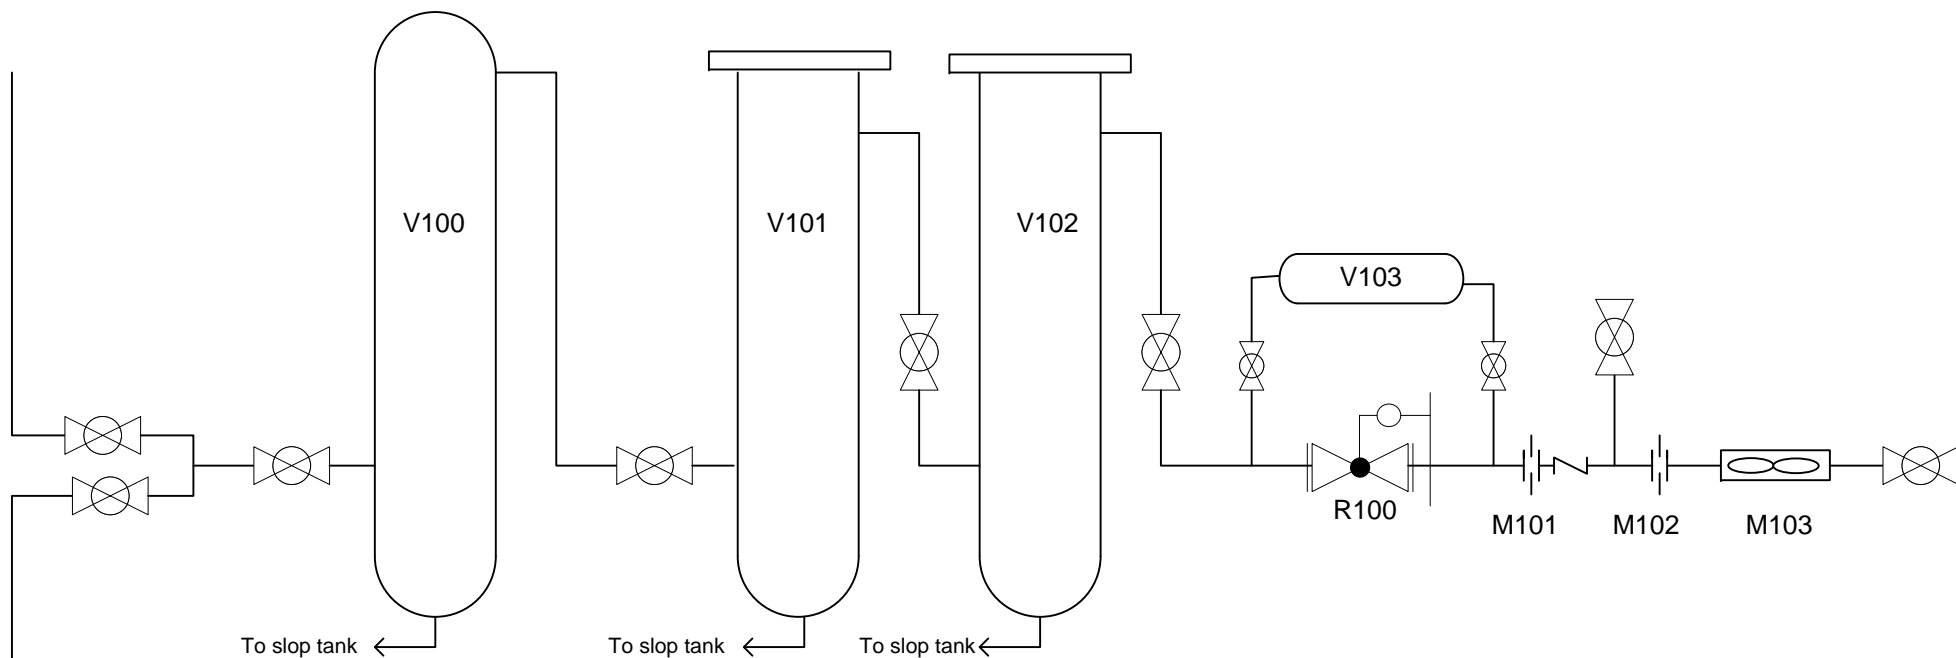 V100
V101
V102
V103
R100
M101
M102
M103
To slop tank
To slop tank
To slop tank